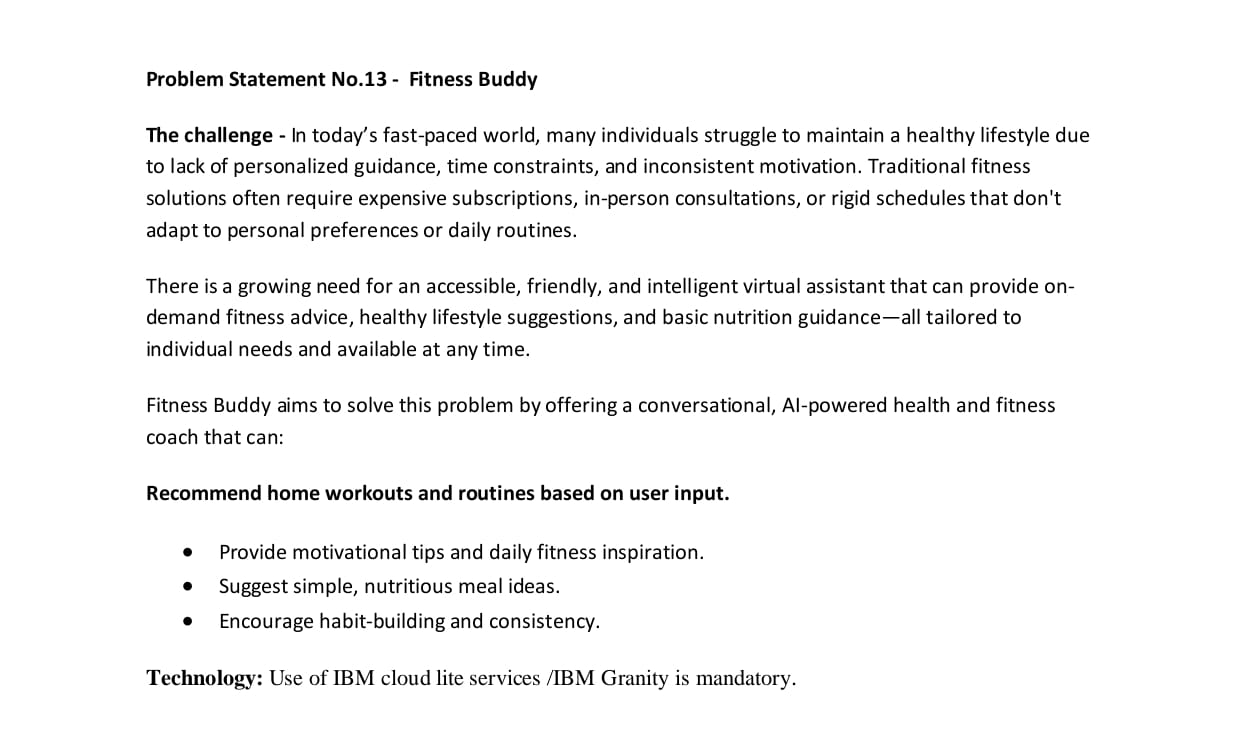 Problem Statement No.13 -  Fitness Buddy
The challenge - In today’s fast-paced world, many individuals struggle to maintain a healthy lifestyle due
to lack of personalized guidance, time constraints, and inconsistent motivation. Traditional fitness
solutions often require expensive subscriptions, in-person consultations, or rigid schedules that don't
adapt to personal preferences or daily routines.
There is a growing need for an accessible, friendly, and intelligent virtual assistant that can provide on-
demand fitness advice, healthy lifestyle suggestions, and basic nutrition guidance—all tailored to
individual needs and available at any time.
Fitness Buddy aims to solve this problem by offering a conversational, AI-powered health and fitness
coach that can:
Recommend home workouts and routines based on user input.
• Provide motivational tips and daily fitness inspiration.
• Suggest simple, nutritious meal ideas.
• Encourage habit-building and consistency.
Technology: Use of IBM cloud lite services /IBM Granity is mandatory.